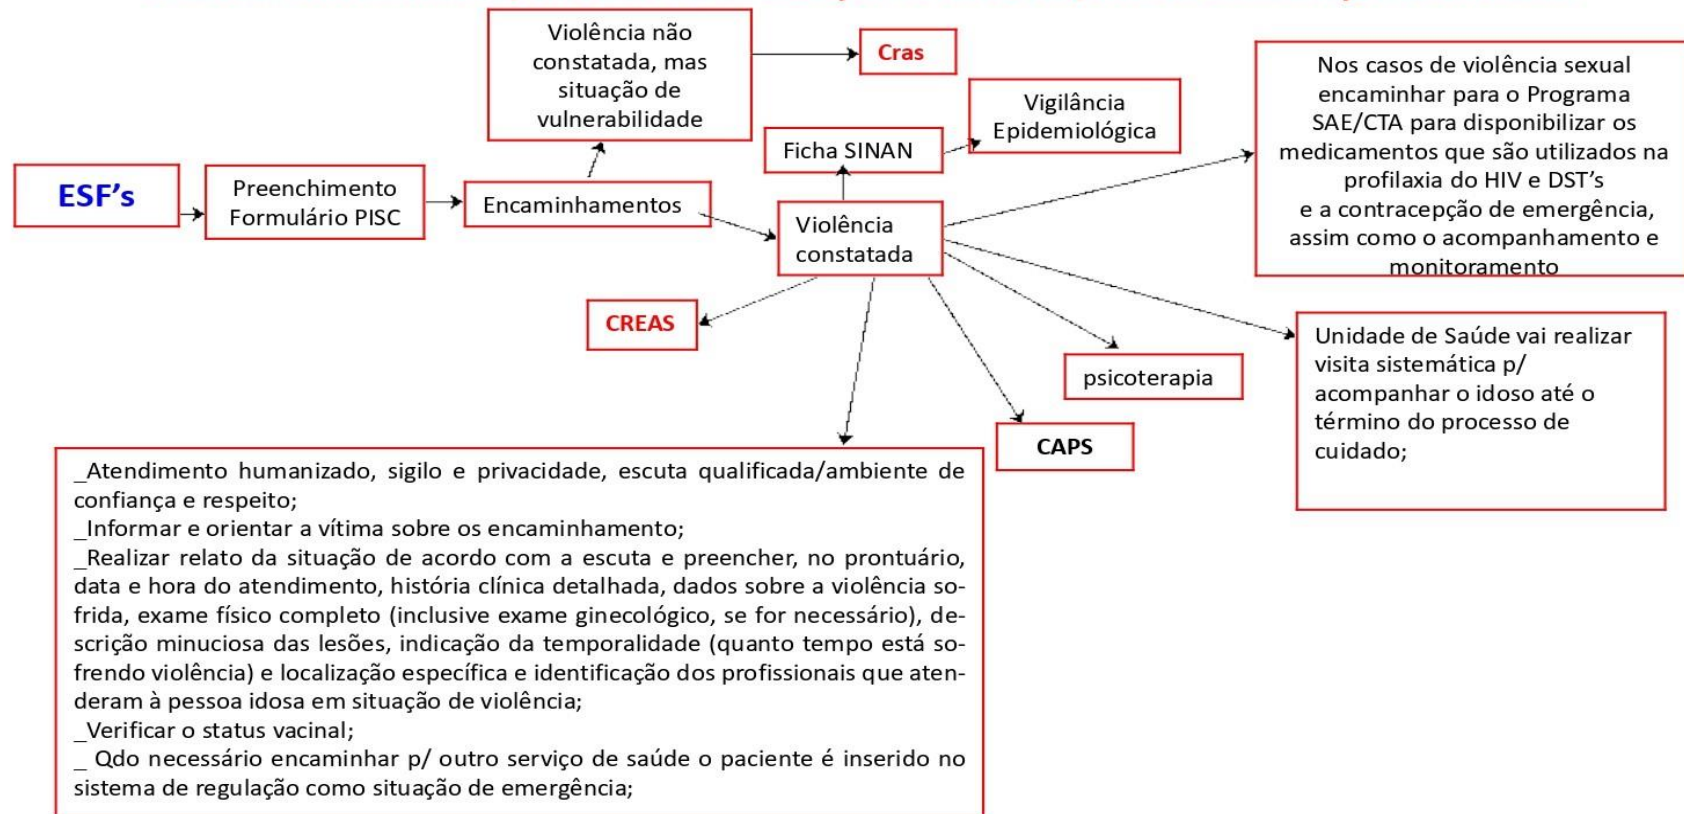 Violência não
constatada, mas
situação de
vulnerabilidade
Cras
Nos casos de violência sexual
encaminhar para o Programa
SAE/CTA para disponibilizar os
medicamentos que são utilizados na
profilaxia do HIV e DST’s
e a contracepção de emergência,
assim como o acompanhamento e
monitoramento
Vigilância
Epidemiológica
Ficha SINAN
ESF’s
Preenchimento
Formulário PISC
Encaminhamentos
Violência
constatada
CREAS
psicoterapia
CAPS
Unidade de Saúde vai realizar
visita sistemática p/
acompanhar o idoso até o
término do processo de
cuidado;
_Atendimento humanizado, sigilo e privacidade, escuta qualificada/ambiente de
confiança e respeito;
_Informar e orientar a vítima sobre os encaminhamento;
_Realizar relato da situação de acordo com a escuta e preencher, no prontuário,
data e hora do atendimento, história clínica detalhada, dados sobre a violência so-
frida, exame físico completo (inclusive exame ginecológico, se for necessário), de-
scrição minuciosa das lesões, indicação da temporalidade (quanto tempo está so-
frendo violência) e localização específica e identificação dos profissionais que aten-
deram à pessoa idosa em situação de violência;
_Verificar o status vacinal;
_ Qdo necessário encaminhar p/ outro serviço de saúde o paciente é inserido no
sistema de regulação como situação de emergência;